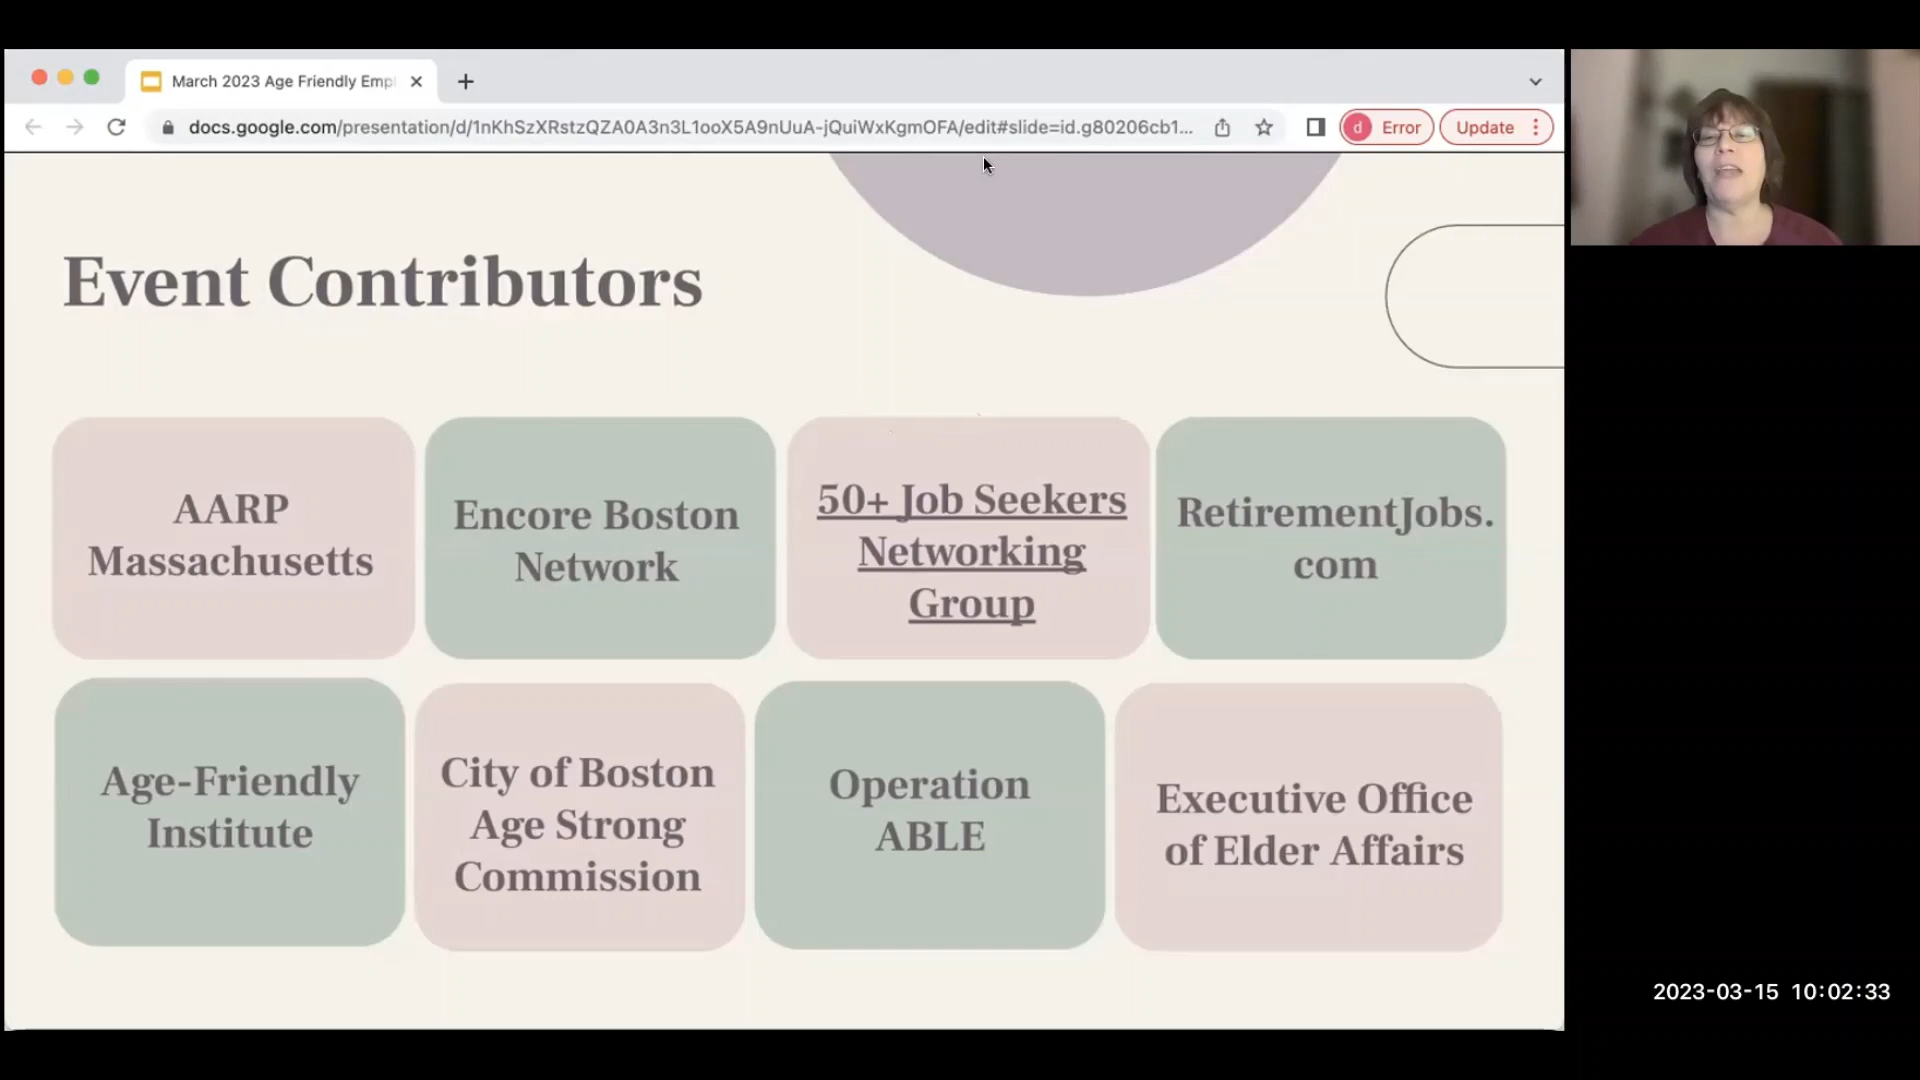 March 2023 Age Friendly Emp
docs.google.com/presentation/d/1nKhSzXRstzQZA0A3n3L1ooX5A9nUuA-jQuiWxKgmOFA/edit#slide=id.g80206cb1...
d Error
Update
Event Contributors
AARP
Massachusetts
Encore Boston
Network
50+ Job Seekers
Networking
Group
RetirementJobs.
com
Age-Friendly
Institute
City of Boston
Age Strong
Commission
Operation
ABLE
Executive Office
of Elder Affairs
2023-03-15 10:02:33